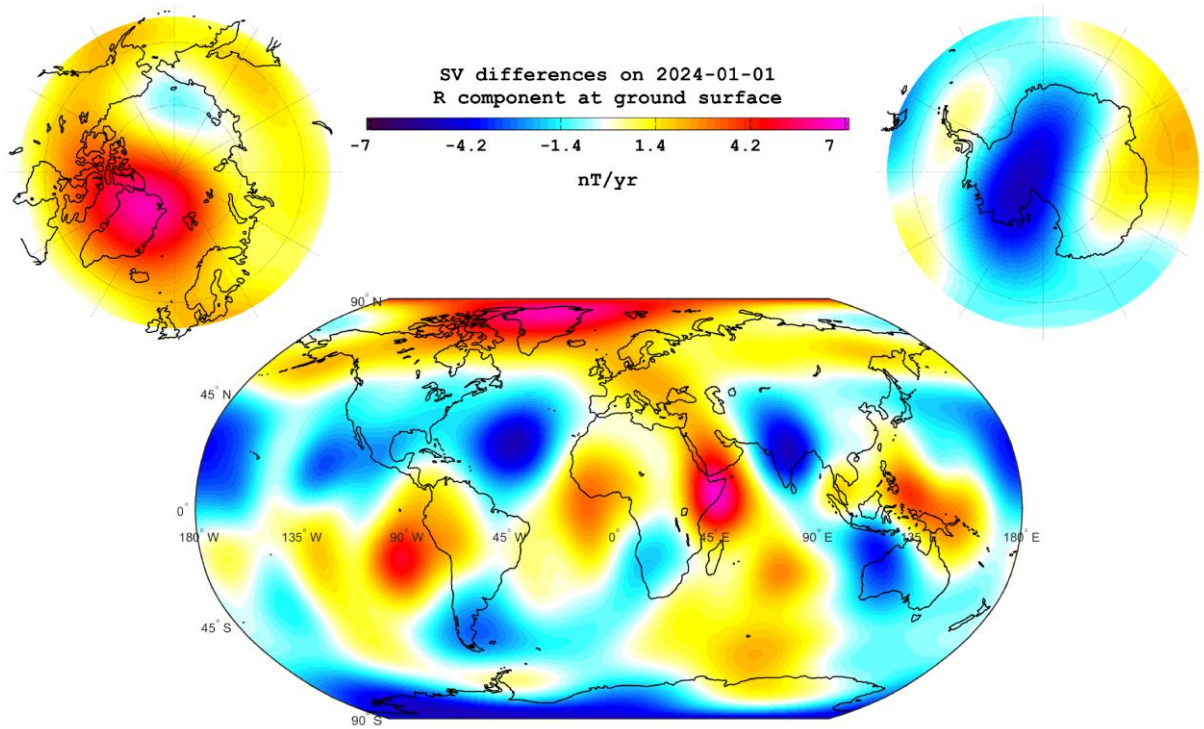 SV differences on 2024-01-01
R component at ground surface
-7 -4.2 -1.4 1.4 4.2 7
nT/yr
90° N
45° N
0°
180° W 135° W 90° W 45° W 0° 45° E 90° E 135° E 180° E
45° S
90° S